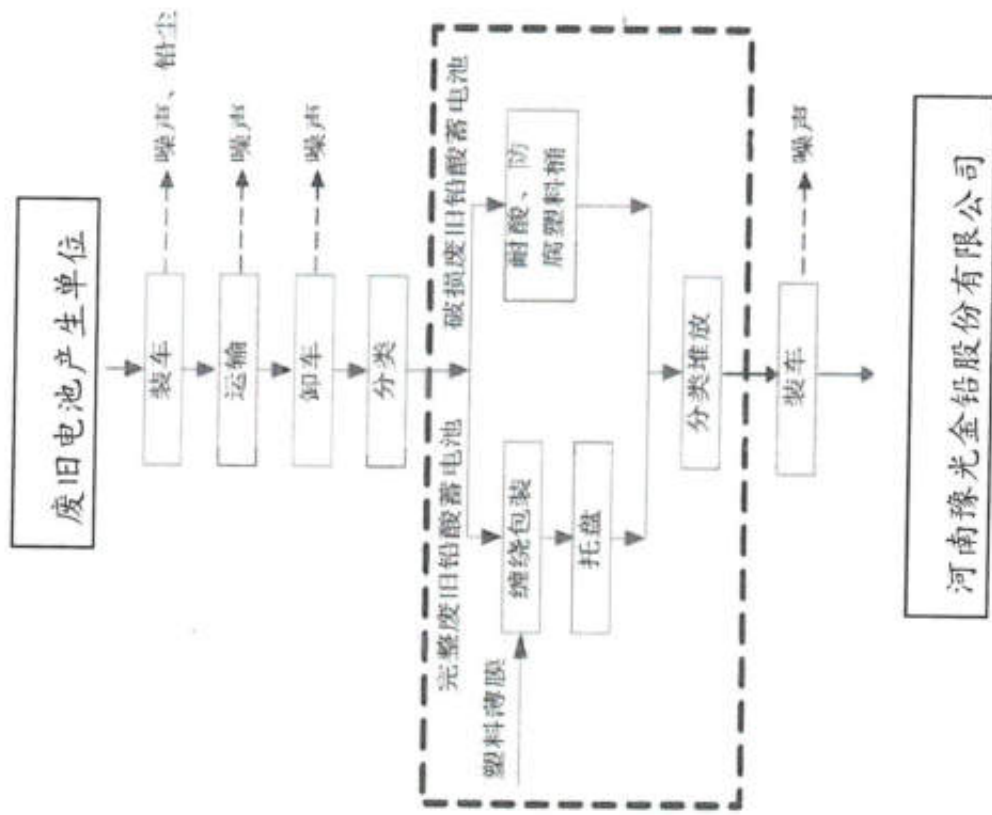 废旧电池产生单位
装车
噪声、铅尘
运输
噪声
卸车
噪声
分类
完整废旧铅酸蓄电池
破损废旧铅酸蓄电池
塑料薄膜
缠绕包装
托盘
耐酸、防
腐塑料桶
分类堆放
装车
噪声
河南豫光金铅股份有限公司